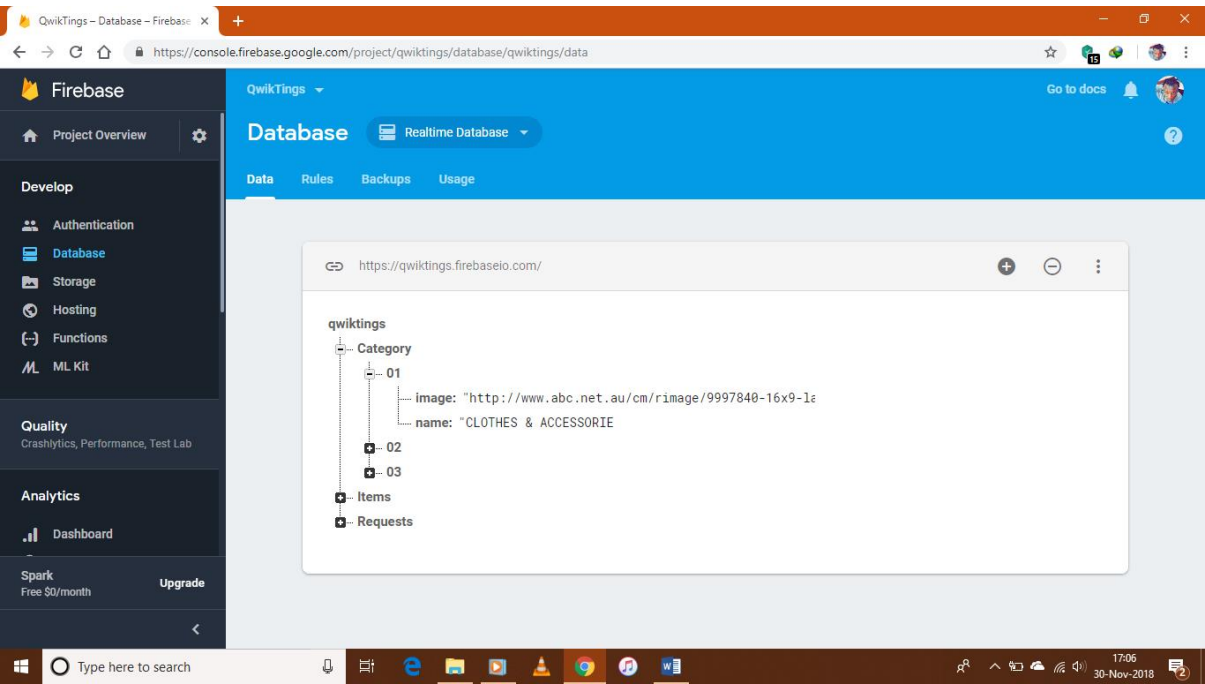 QwikTings – Database – Firebase
https://console.firebase.google.com/project/qwiktings/database/qwiktings/data
15
Firebase
QwikTings
Go to docs
Project Overview
Database
Realtime Database
Data Rules Backups Usage
Develop
Authentication
Database
Storage
Hosting
Functions
ML Kit
Quality
Crashlytics, Performance, Test Lab
Analytics
Dashboard
Spark
Free $0/month
Upgrade
https://qwiktings.firebaseio.com/
qwiktings
Category
01
image: "http://www.abc.net.au/cm/rimage/9997840-16x9-la
name: "CLOTHES & ACCESSORIE
02
03
Items
Requests
Type here to search
17:06
30-Nov-2018
2